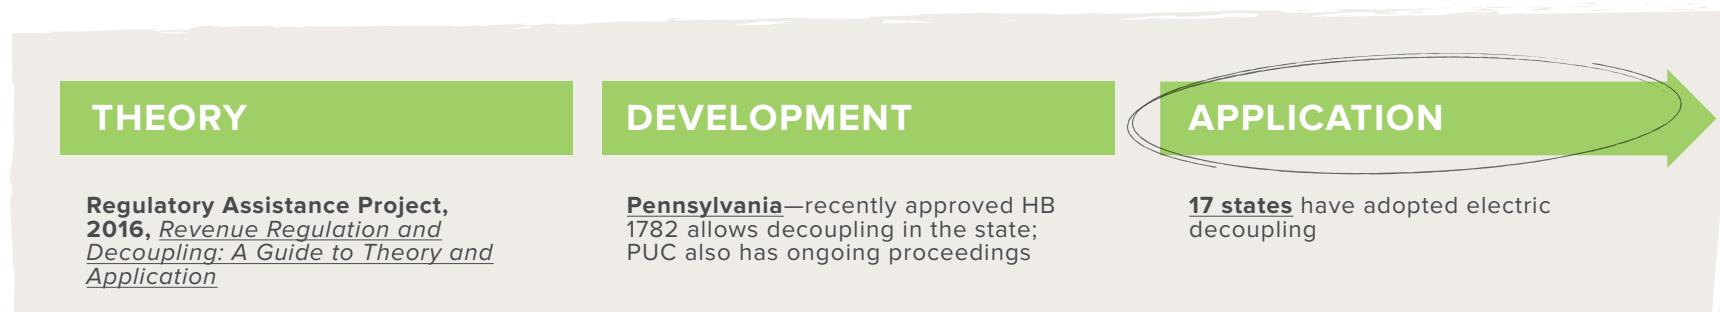 THEORY
Regulatory Assistance Project,
2016, Revenue Regulation and
Decoupling: A Guide to Theory and
Application
DEVELOPMENT
Pennsylvania—recently approved HB
1782 allows decoupling in the state;
PUC also has ongoing proceedings
APPLICATION
17 states have adopted electric
decoupling